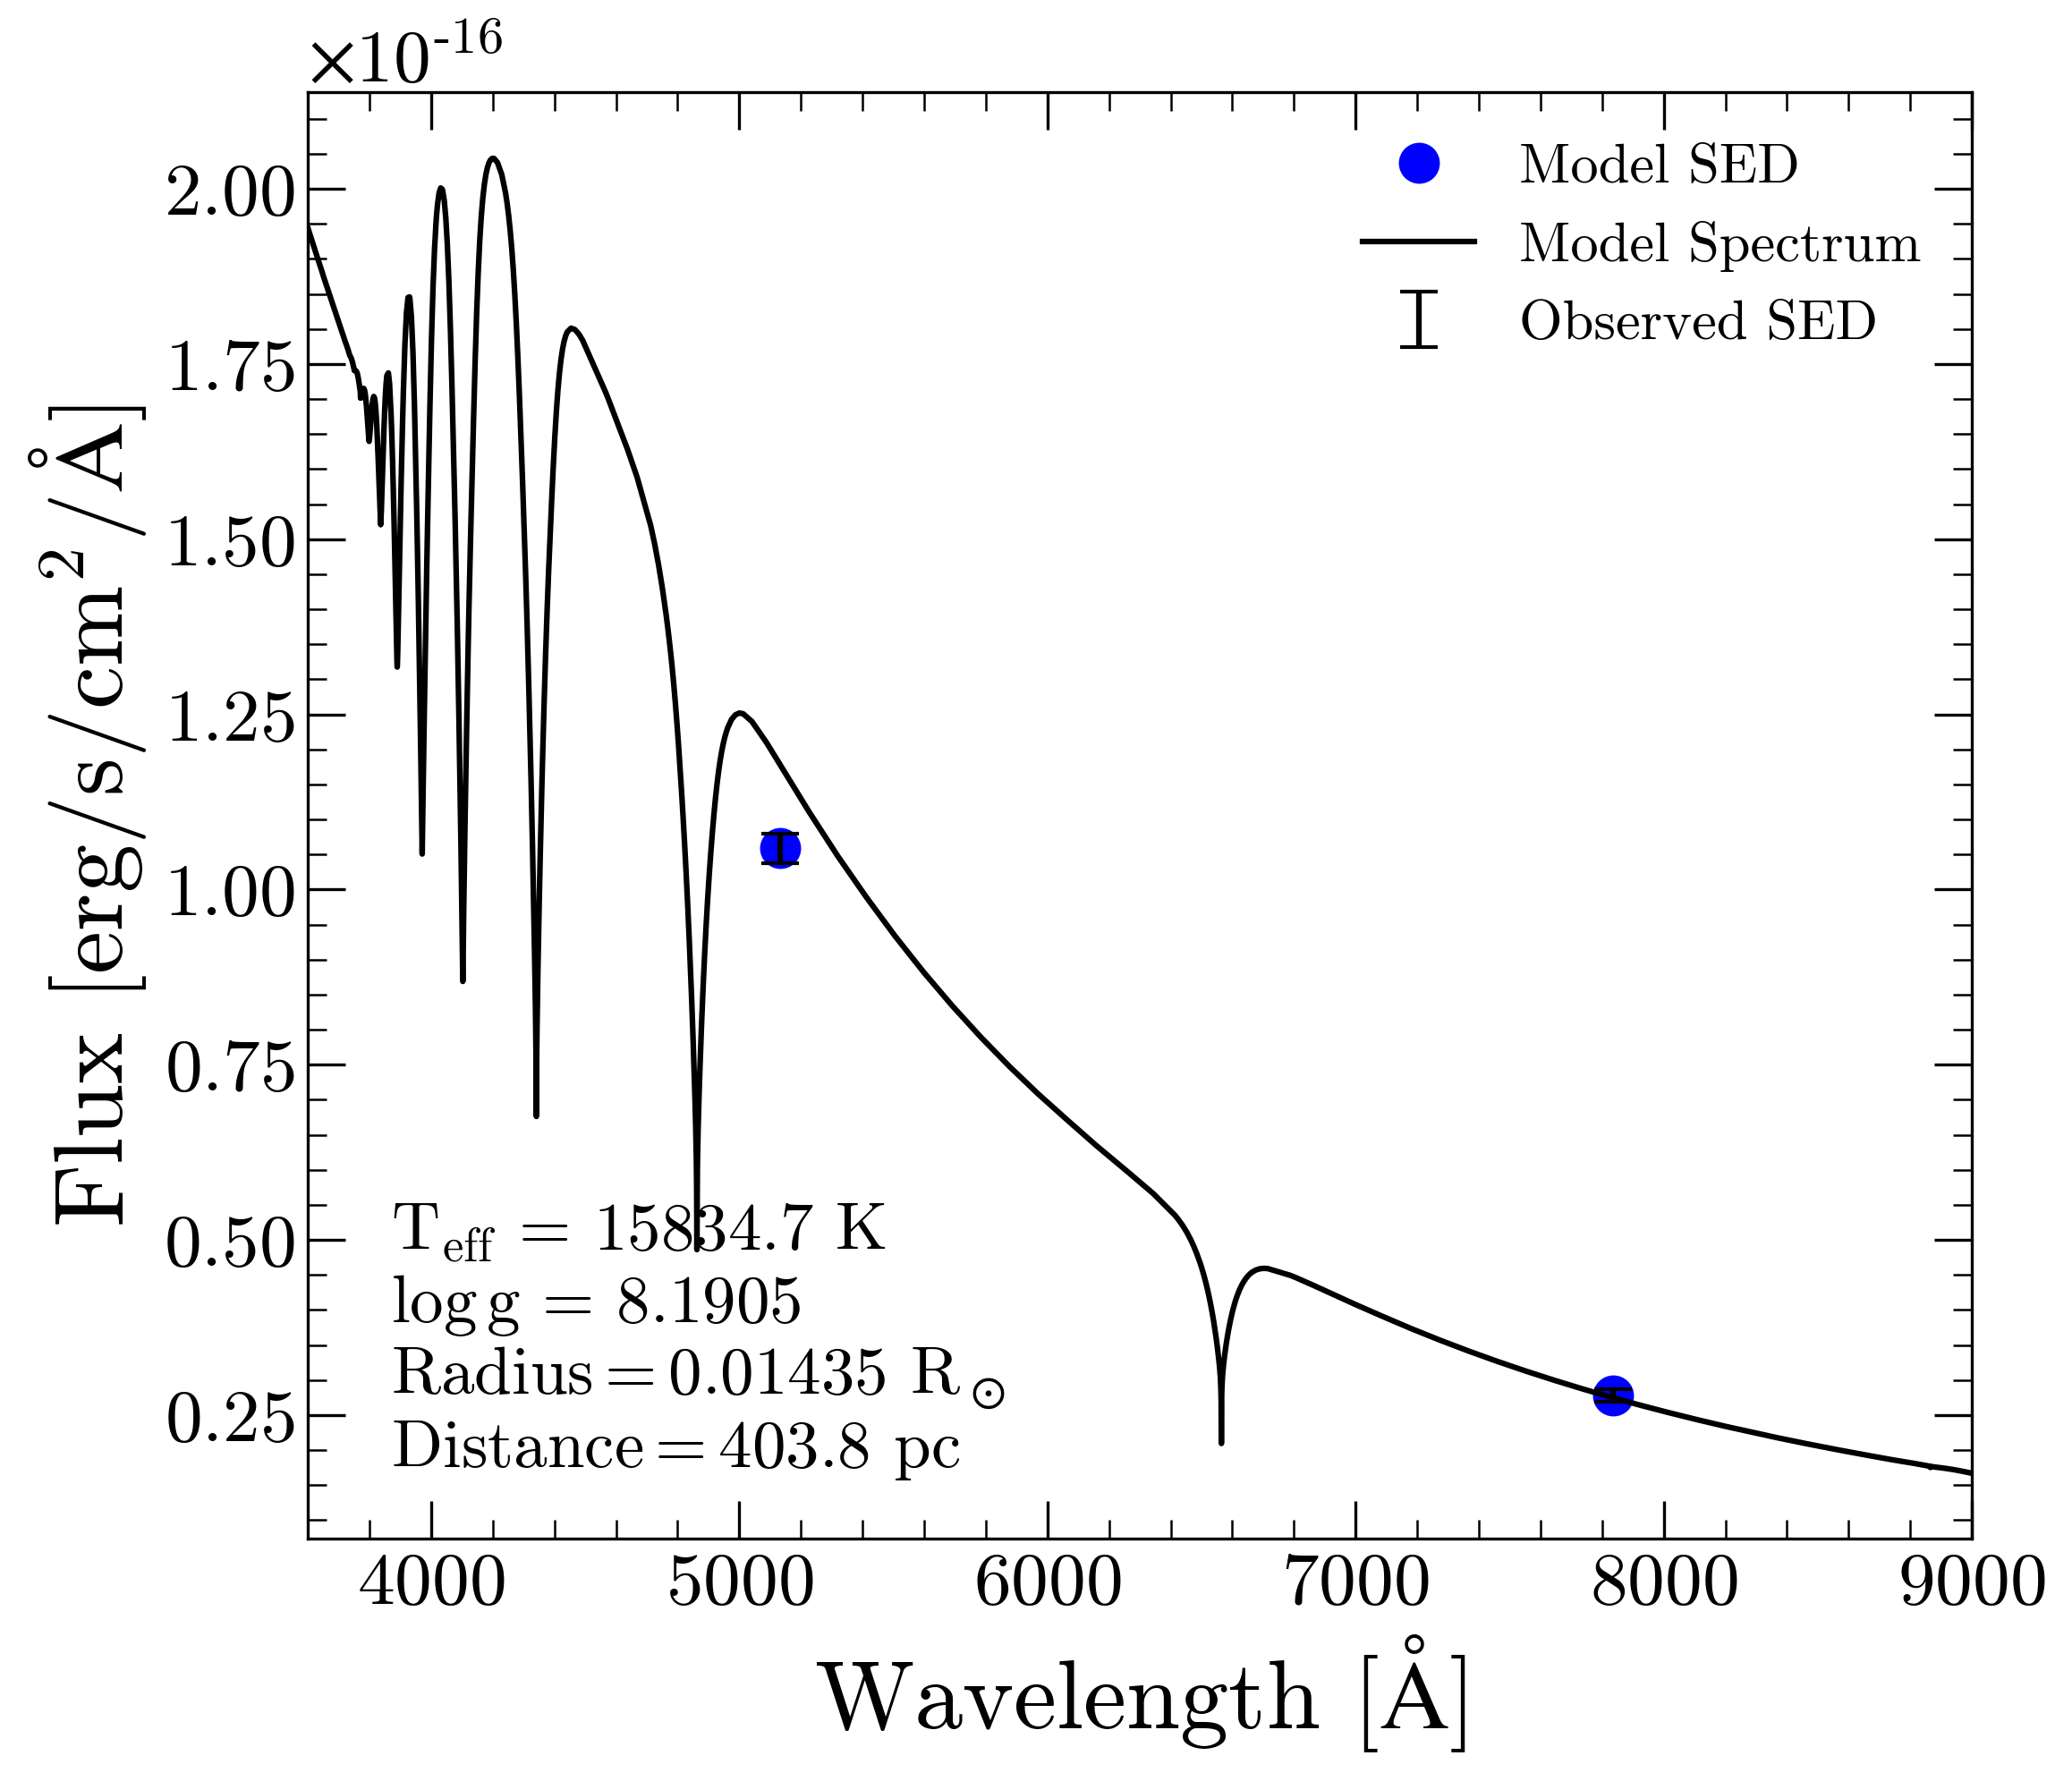 ×10-16
2.00
1.75
1.50
1.25
1.00
0.75
0.50
0.25
Flux [erg/s/cm2/Å]
Model SED
Model Spectrum
Observed SED
Teff = 15834.7 K
log g = 8.1905
Radius = 0.01435 R⊙
Distance = 403.8 pc
4000 5000 6000 7000 8000 9000
Wavelength [Å]